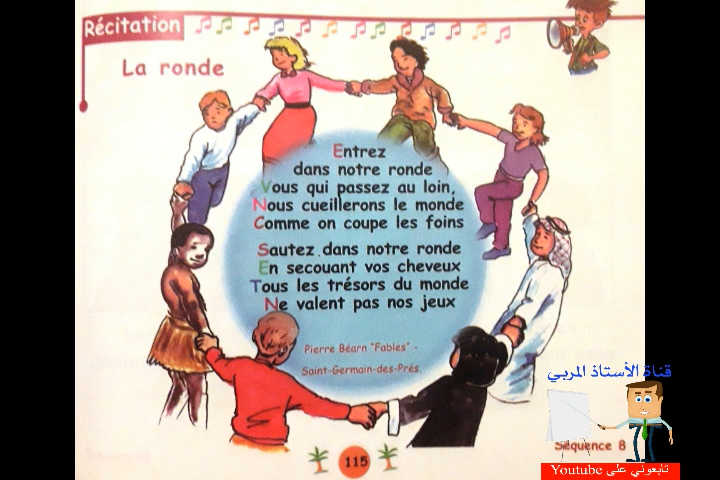 Récitation
La ronde
Entrez
dans notre ronde
Vous qui passez au loin,
Nous cueillerons le monde
Comme on coupe les foins
Sautez dans notre ronde
En secouant vos cheveux
Tous les trésors du monde
Ne valent pas nos jeux
Pierre Béarn "Fables" -
Saint-Germain-des-Prés.
قناة الأستاذ المربي
Séquence 8
115
تابعوني على Youtube